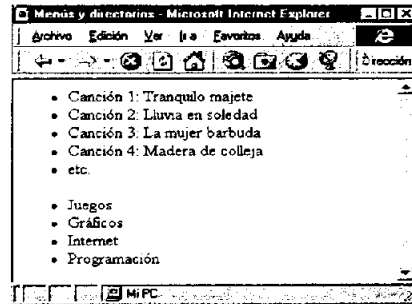 Menús y directorios - Microsoft Internet Explorer
Archivo Edición Ver Ir a Favoritos Ayuda
Dirección
• Canción 1: Tranquilo majete
• Canción 2: Lluvia en soledad
• Canción 3: La mujer barbuda
• Canción 4: Madera de colleja
• etc.
• Juegos
• Gráficos
• Internet
• Programación
Mi PC